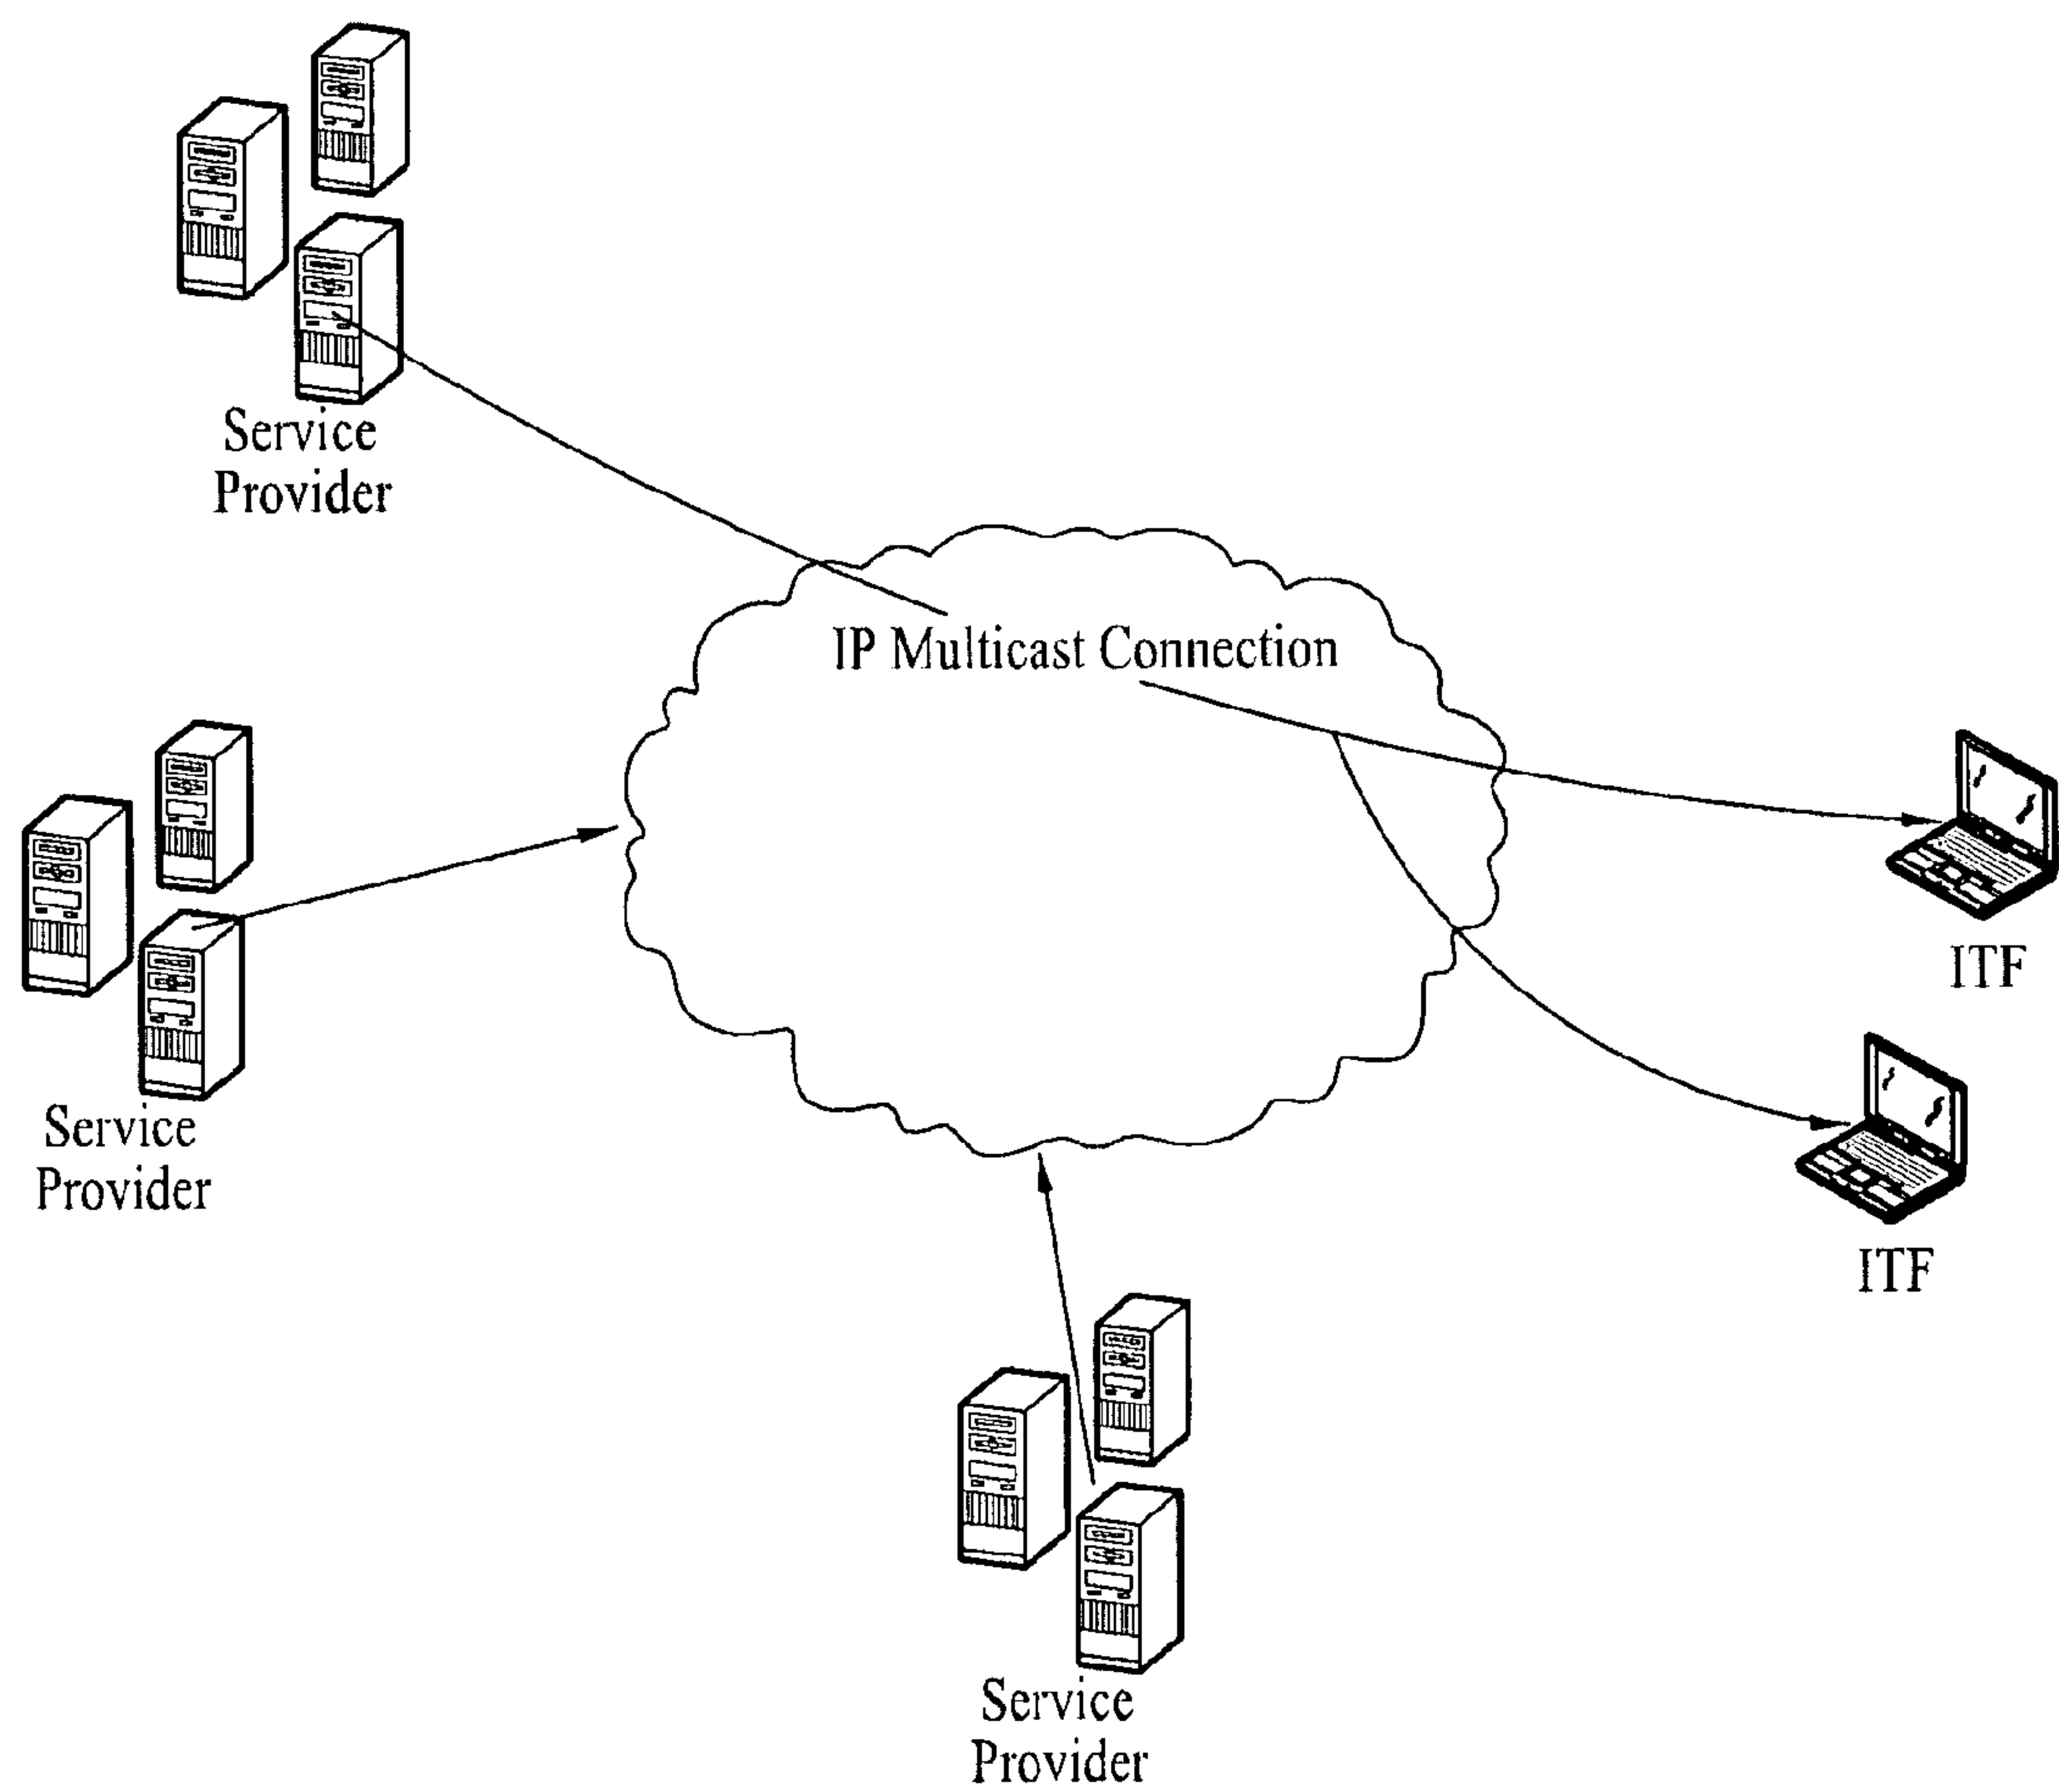 Service
Provider
IP Multicast Connection
Service
Provider
ITF
ITF
Service
Provider